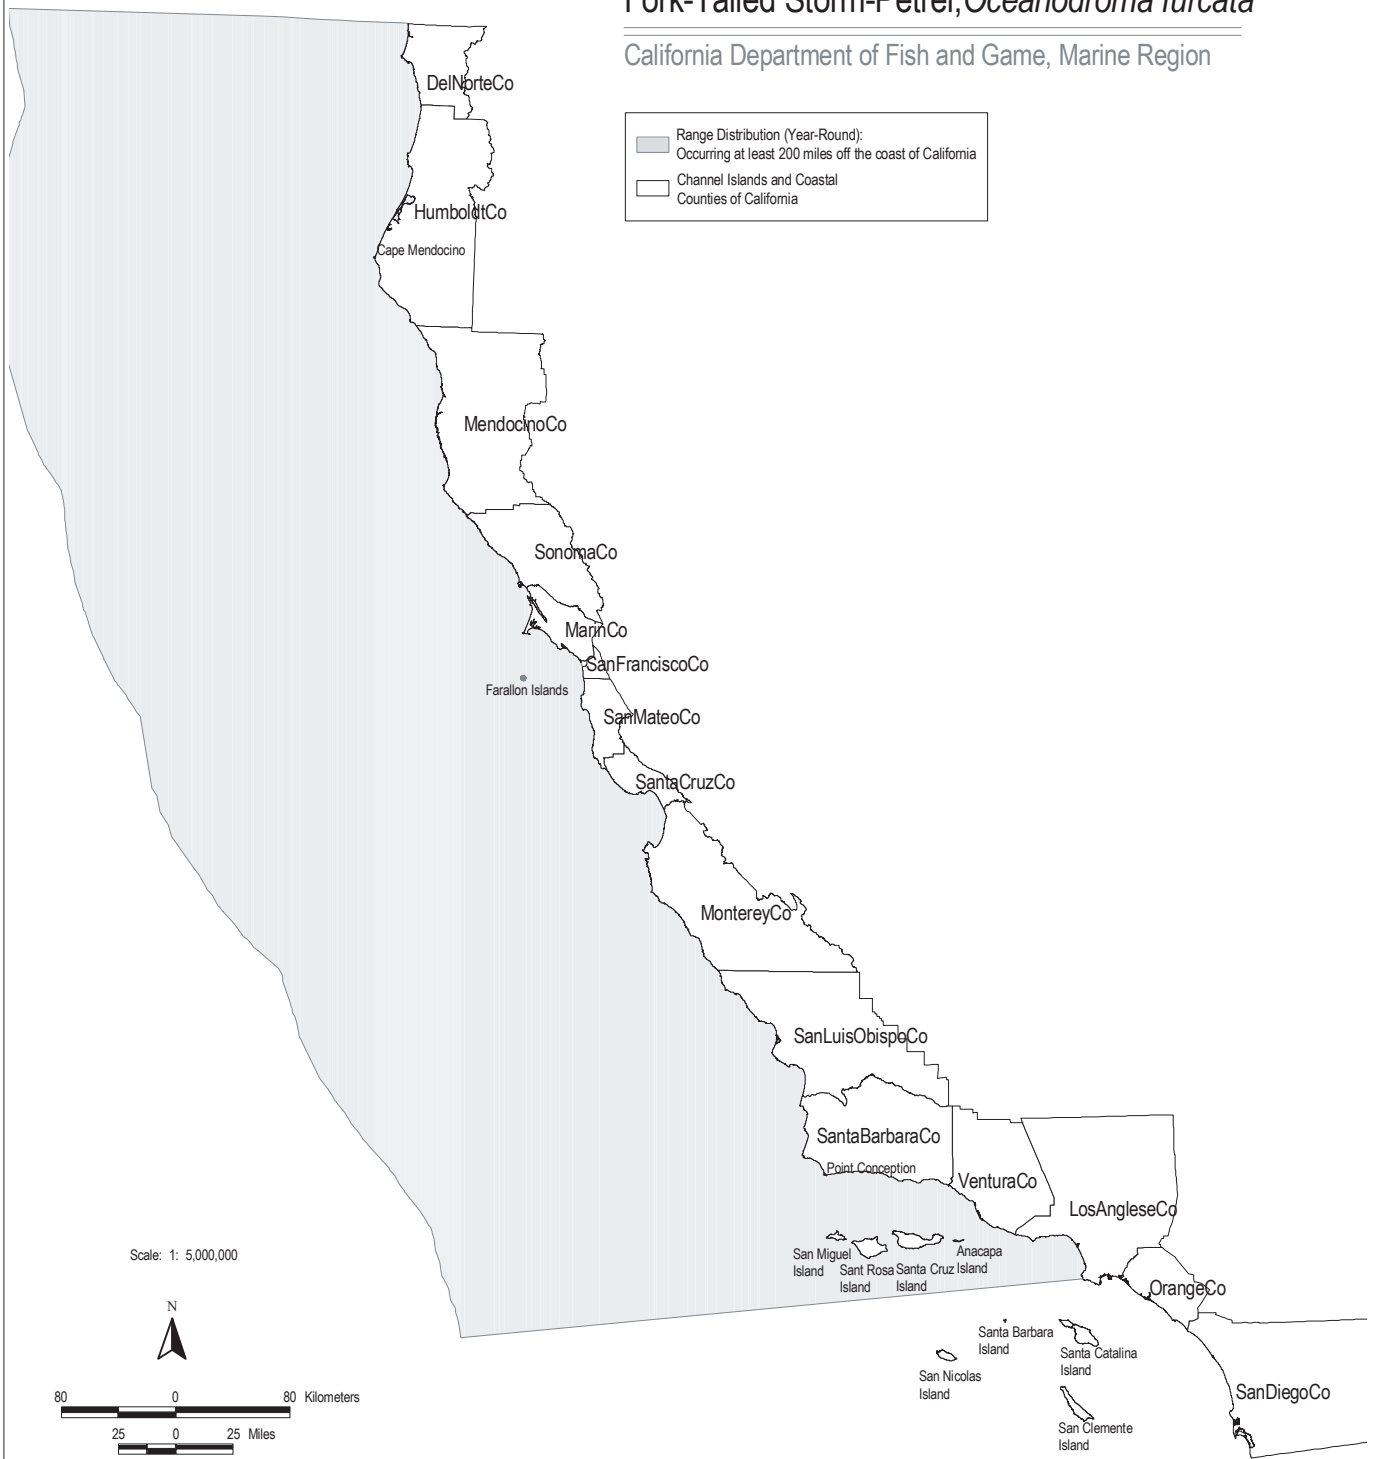 Fork-Tailed Storm-Petrel, Oceanodroma furcata
California Department of Fish and Game, Marine Region
Range Distribution (Year-Round):
Occurring at least 200 miles off the coast of California
Channel Islands and Coastal
Counties of California
DelNorteCo
HumboldtCo
Cape Mendocino
MendocinoCo
SonomaCo
MarinCo
SanFranciscoCo
Farallon Islands
SanMateoCo
SantaCruzCo
MontereyCo
SanLuisObispoCo
SantaBarbaraCo
Point Conception
VenturaCo
LosAngleseCo
San Miguel
Island
Sant Rosa
Island
Santa Cruz
Island
Anacapa
Island
OrangeCo
Santa Barbara
Island
Santa Catalina
Island
San Nicolas
Island
San Clemente
Island
SanDiegoCo
Scale: 1: 5,000,000
N
80 0 80 Kilometers
25 0 25 Miles